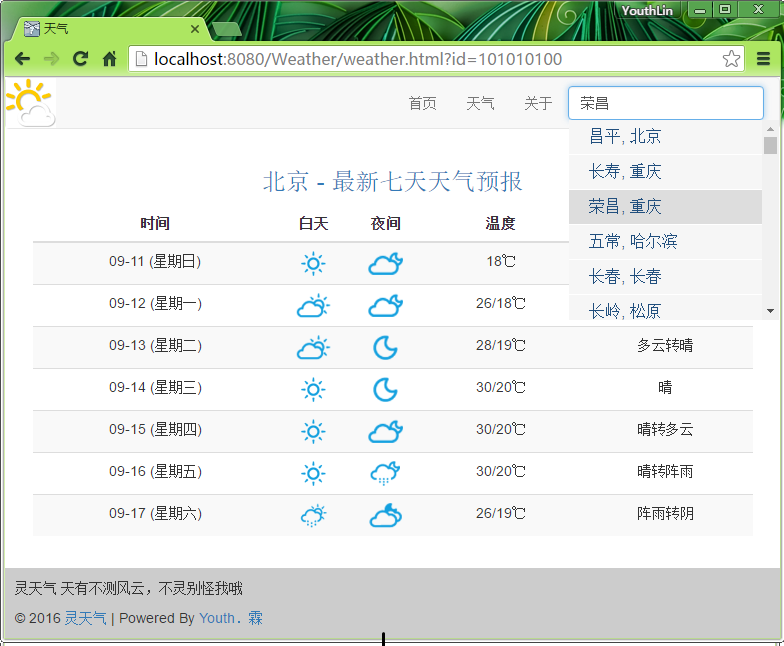 YouthLin
天气
localhost:8080/Weather/weather.html?id=101010100
首页 天气 关于 荣昌
昌平, 北京
长寿, 重庆
荣昌, 重庆
五常, 哈尔滨
长春, 长春
长岭, 松原
北京 - 最新七天天气预报
时间 白天 夜间 温度
09-11 (星期日) 18℃
09-12 (星期一) 26/18℃
09-13 (星期二) 28/19℃ 多云转晴
09-14 (星期三) 30/20℃ 晴
09-15 (星期四) 30/20℃ 晴转多云
09-16 (星期五) 30/20℃ 晴转阵雨
09-17 (星期六) 26/19℃ 阵雨转阴
灵天气 天有不测风云，不灵别怪我哦
© 2016 灵天气 | Powered By Youth．霖